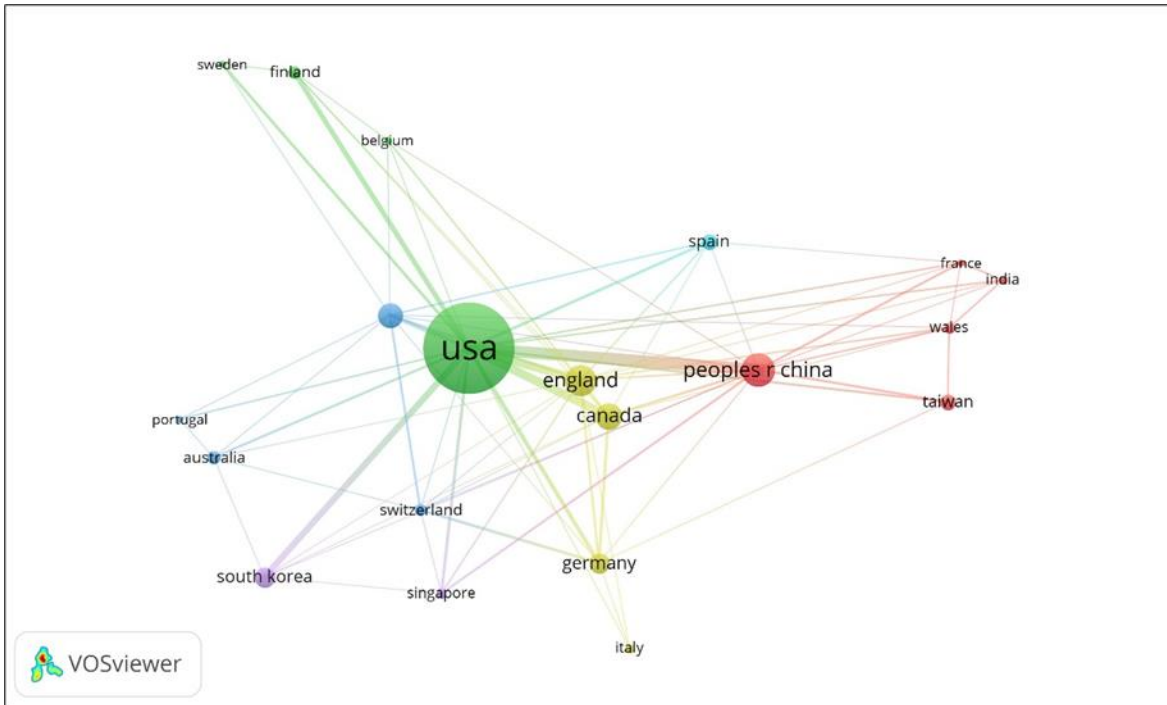 sweden
finland
belgium
spain
france
india
wales
usa
peoples r china
england
taiwan
canada
portugal
australia
switzerland
germany
south korea
singapore
italy
VOSviewer